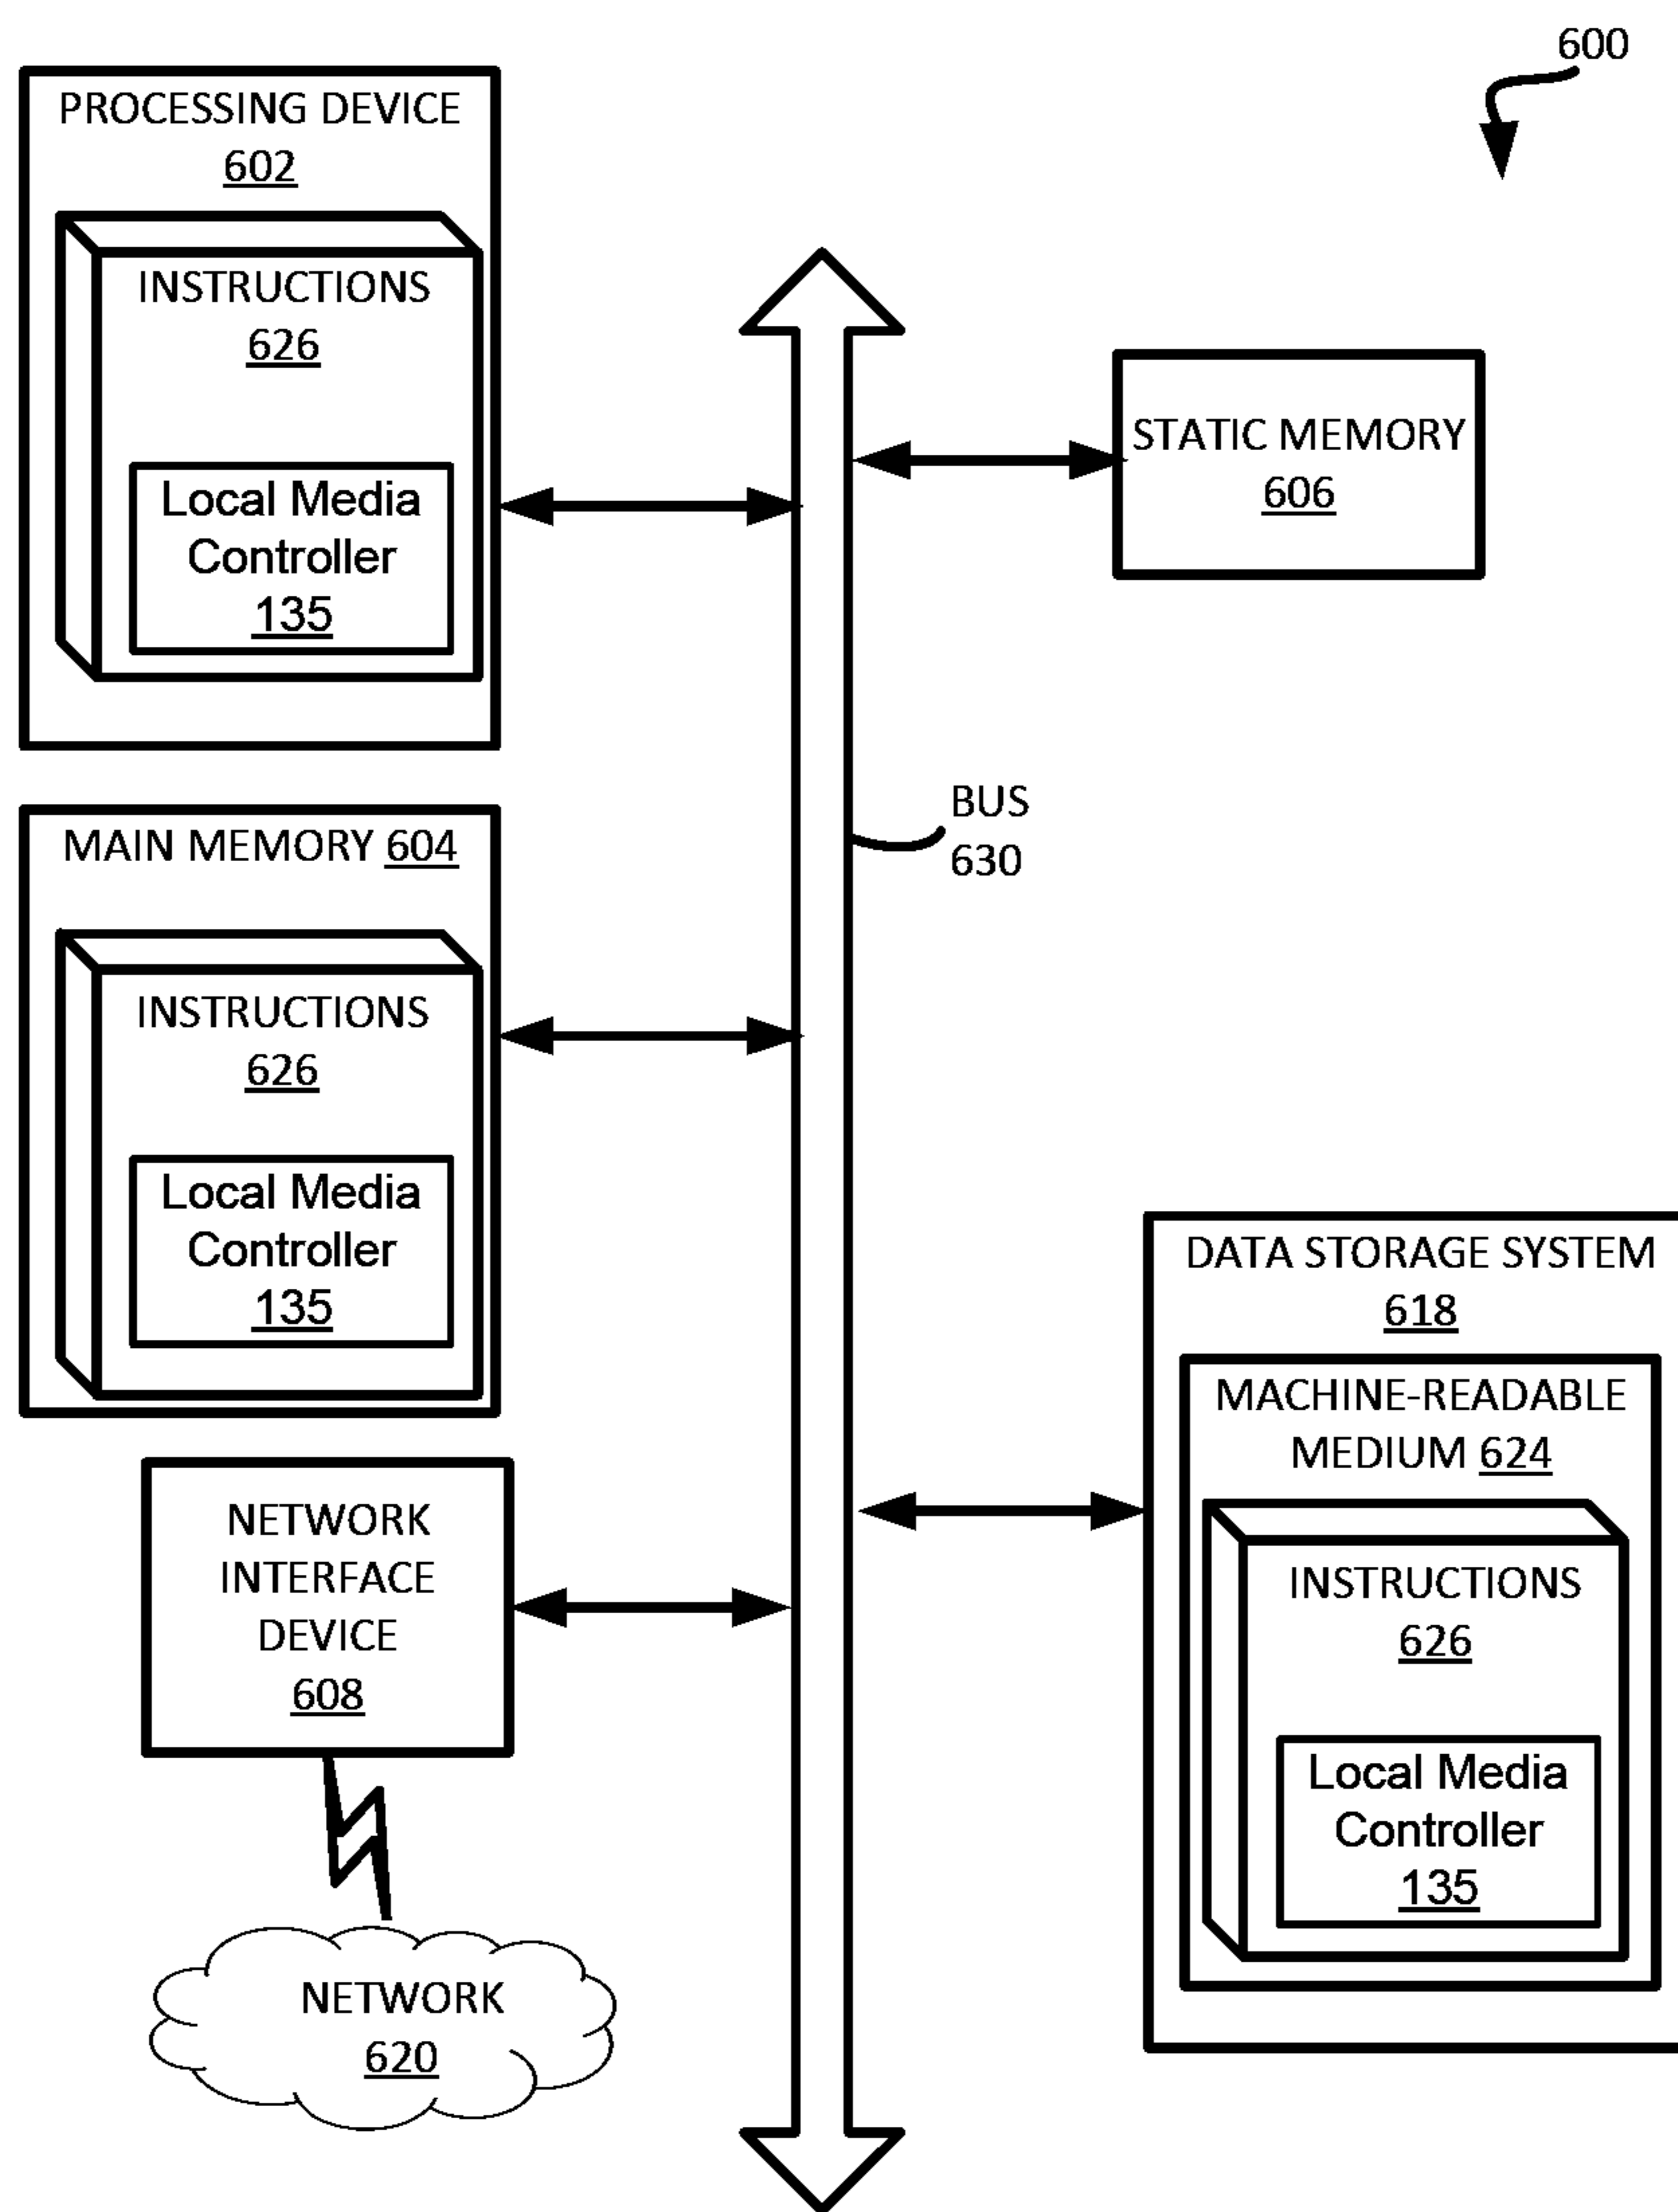 600
PROCESSING DEVICE
602
INSTRUCTIONS
626
Local Media
Controller
135
STATIC MEMORY
606
BUS
630
MAIN MEMORY 604
INSTRUCTIONS
626
Local Media
Controller
135
DATA STORAGE SYSTEM
618
MACHINE-READABLE
MEDIUM 624
INSTRUCTIONS
626
Local Media
Controller
135
NETWORK
INTERFACE
DEVICE
608
NETWORK
620